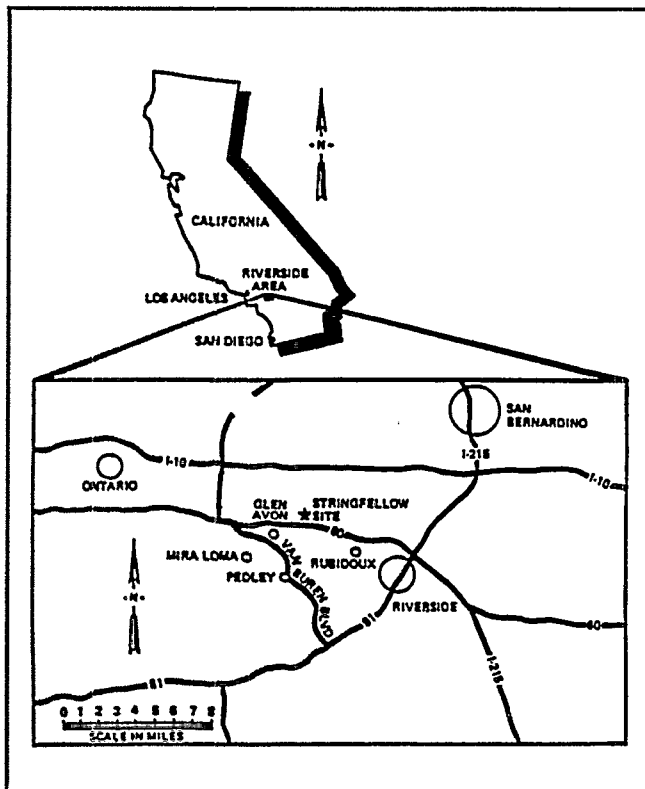 N
CALIFORNIA
RIVERSIDE
AREA
LOS ANGELES
SAN DIEGO
SAN
BERNARDINO
I-215
I-10
I-10
ONTARIO
GLEN
AVON
STRINGFELLOW
SITE
60
MIRA LOMA
VAN BUREN BLVD
RUBIDOUX
PEDLEY
N
RIVERSIDE
91
60
I-215
91
0 1 2 3 4 5 6 7 8
SCALE IN MILES